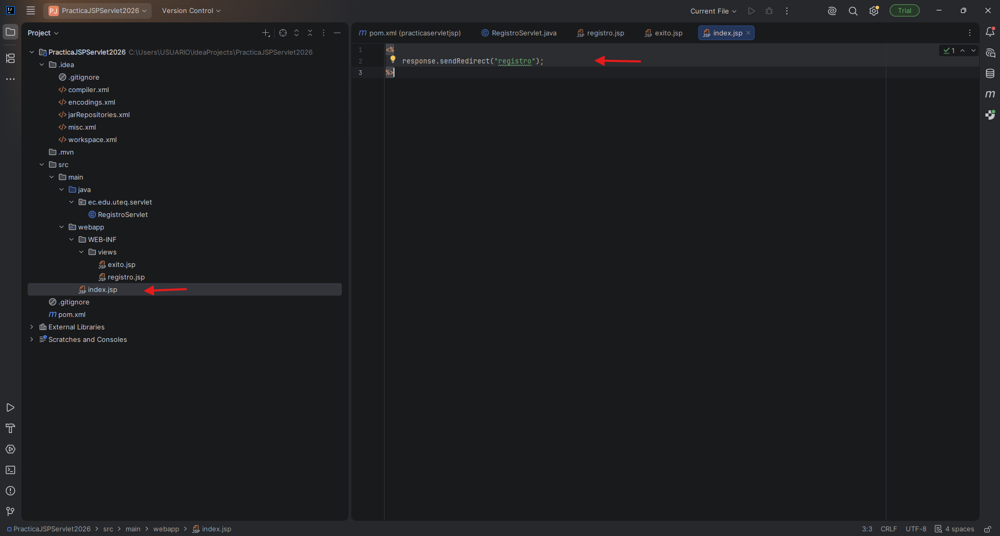 PJ PracticaJSPServlet2026 Version Control Current File Trial
Project
PracticaJSPServlet2026 C:\Users\USUARIO\IdeaProjects\PracticaJSPServlet2026
.idea
.gitignore
compiler.xml
encodings.xml
jarRepositories.xml
misc.xml
workspace.xml
.mvn
src
main
java
ec.edu.uteq.servlet
RegistroServlet
webapp
WEB-INF
views
exito.jsp
registro.jsp
index.jsp
.gitignore
pom.xml
External Libraries
Scratches and Consoles
pom.xml (practicaservletjsp) RegistroServlet.java registro.jsp exito.jsp index.jsp
1 <%
2 response.sendRedirect("registro");
3 %>
1
PracticaJSPServlet2026 > src > main > webapp > index.jsp
3:3 CRLF UTF-8 4 spaces